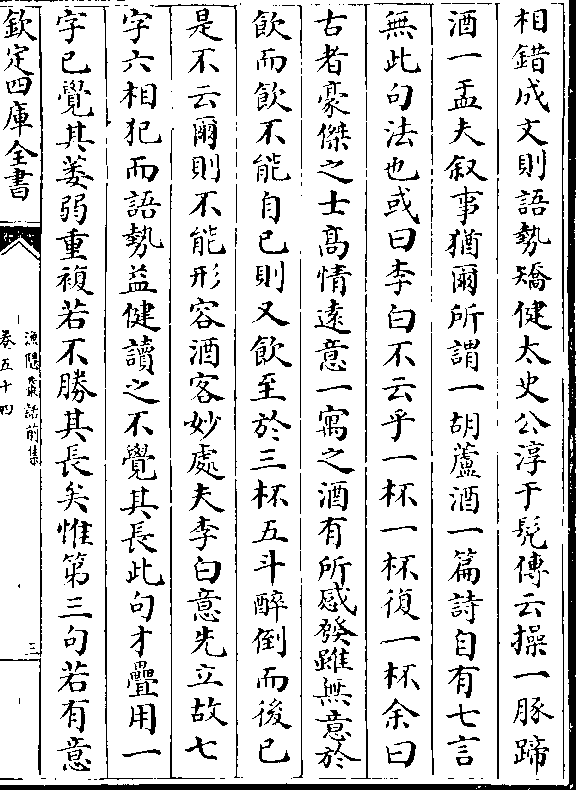 相錯成文則語勢矯健太史公淳于髠傳云操一豚蹄
酒一盂夫叙事猶爾所謂一胡蘆酒一篇詩自有七言
無此句法也或曰李白不云乎一杯一杯復一杯余曰
古者豪傑之士高情遠意一寓之酒有所感發雖無意於
飲而飲不能自已則又飲至於三杯五斗醉倒而後已
是不云爾則不能形容酒客妙處夫李白意先立故七
字六相犯而語勢益健讀之不覺其長此句才疊用一
字已覺其萎弱重複若不勝其長矣惟第三句若有意
欽定四庫全書
漁隱叢話前集
卷五十四
三